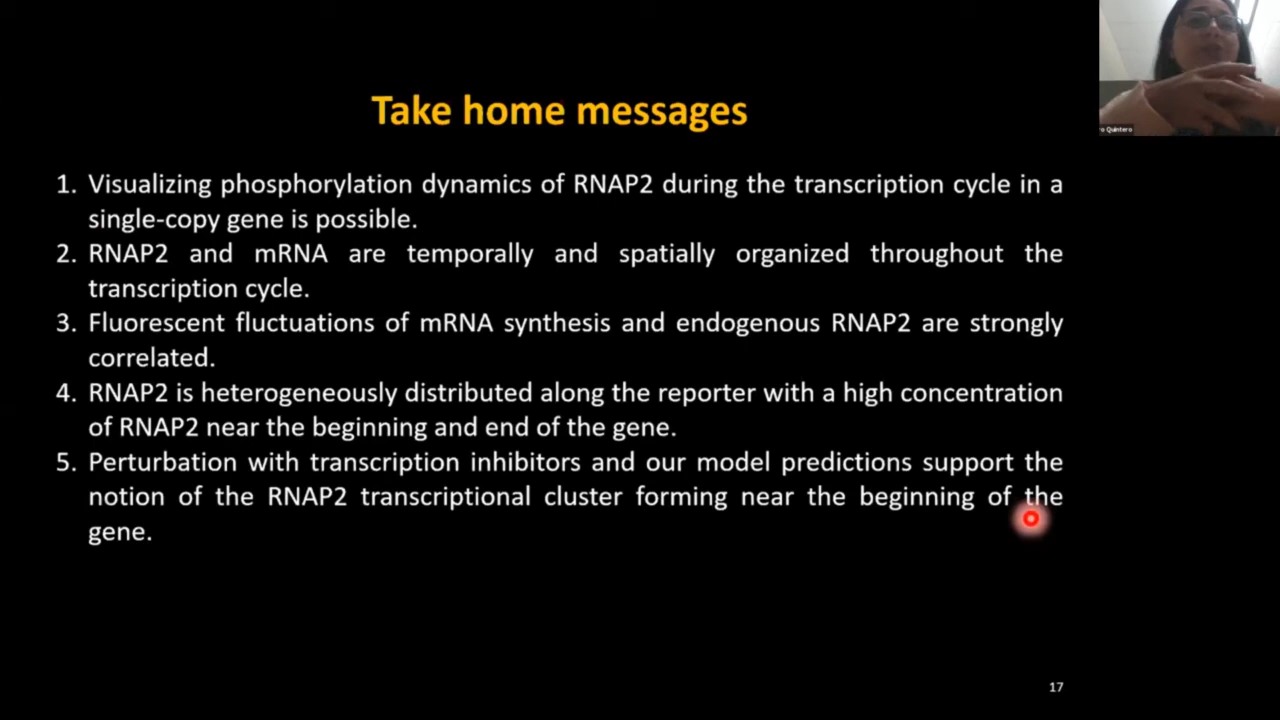 Take home messages
1. Visualizing phosphorylation dynamics of RNAP2 during the transcription cycle in a
single-copy gene is possible.
2. RNAP2 and mRNA are temporally and spatially organized throughout the
transcription cycle.
3. Fluorescent fluctuations of mRNA synthesis and endogenous RNAP2 are strongly
correlated.
4. RNAP2 is heterogeneously distributed along the reporter with a high concentration
of RNAP2 near the beginning and end of the gene.
5. Perturbation with transcription inhibitors and our model predictions support the
notion of the RNAP2 transcriptional cluster forming near the beginning of the
gene.
ro Quintero
17